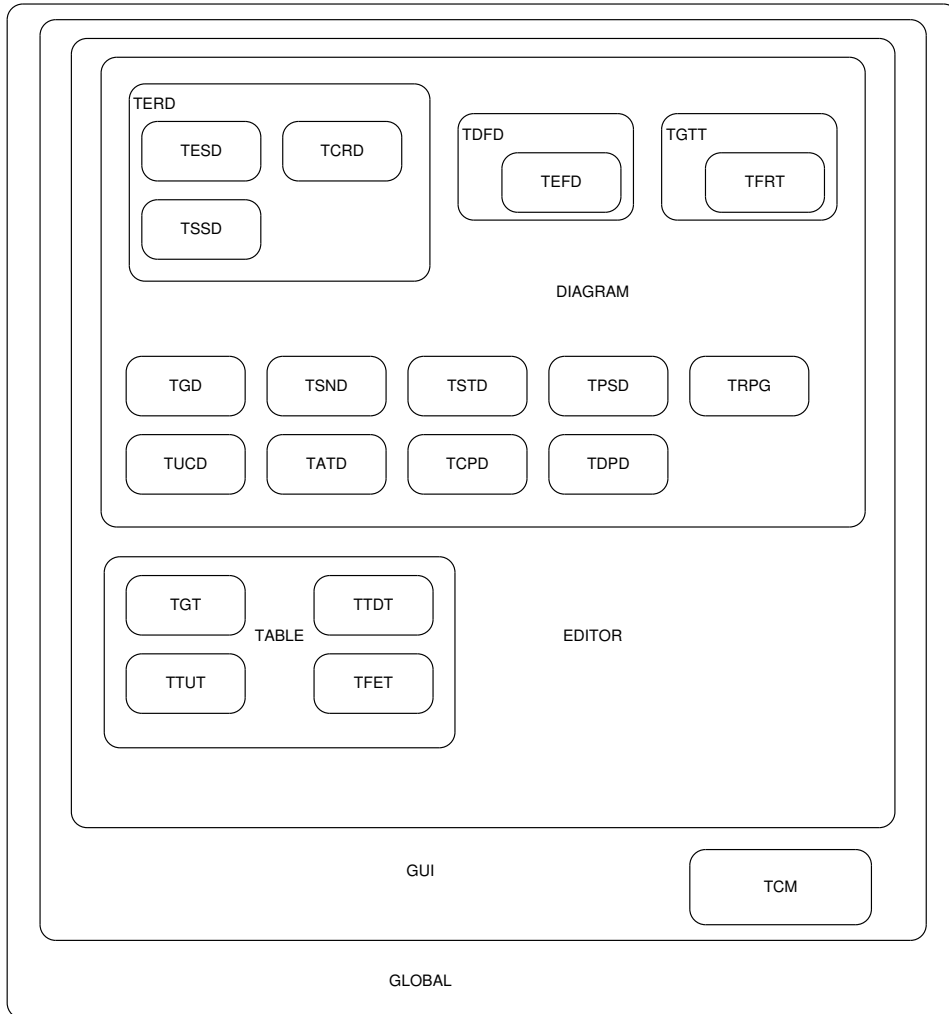 TERD
TESD
TCRD
TSSD
TDFD
TEFD
TGTT
TFRT
DIAGRAM
TGD
TSND
TSTD
TPSD
TRPG
TUCD
TATD
TCPD
TDPD
TGT
TTDT
TABLE
TTUT
TFET
EDITOR
GUI
TCM
GLOBAL